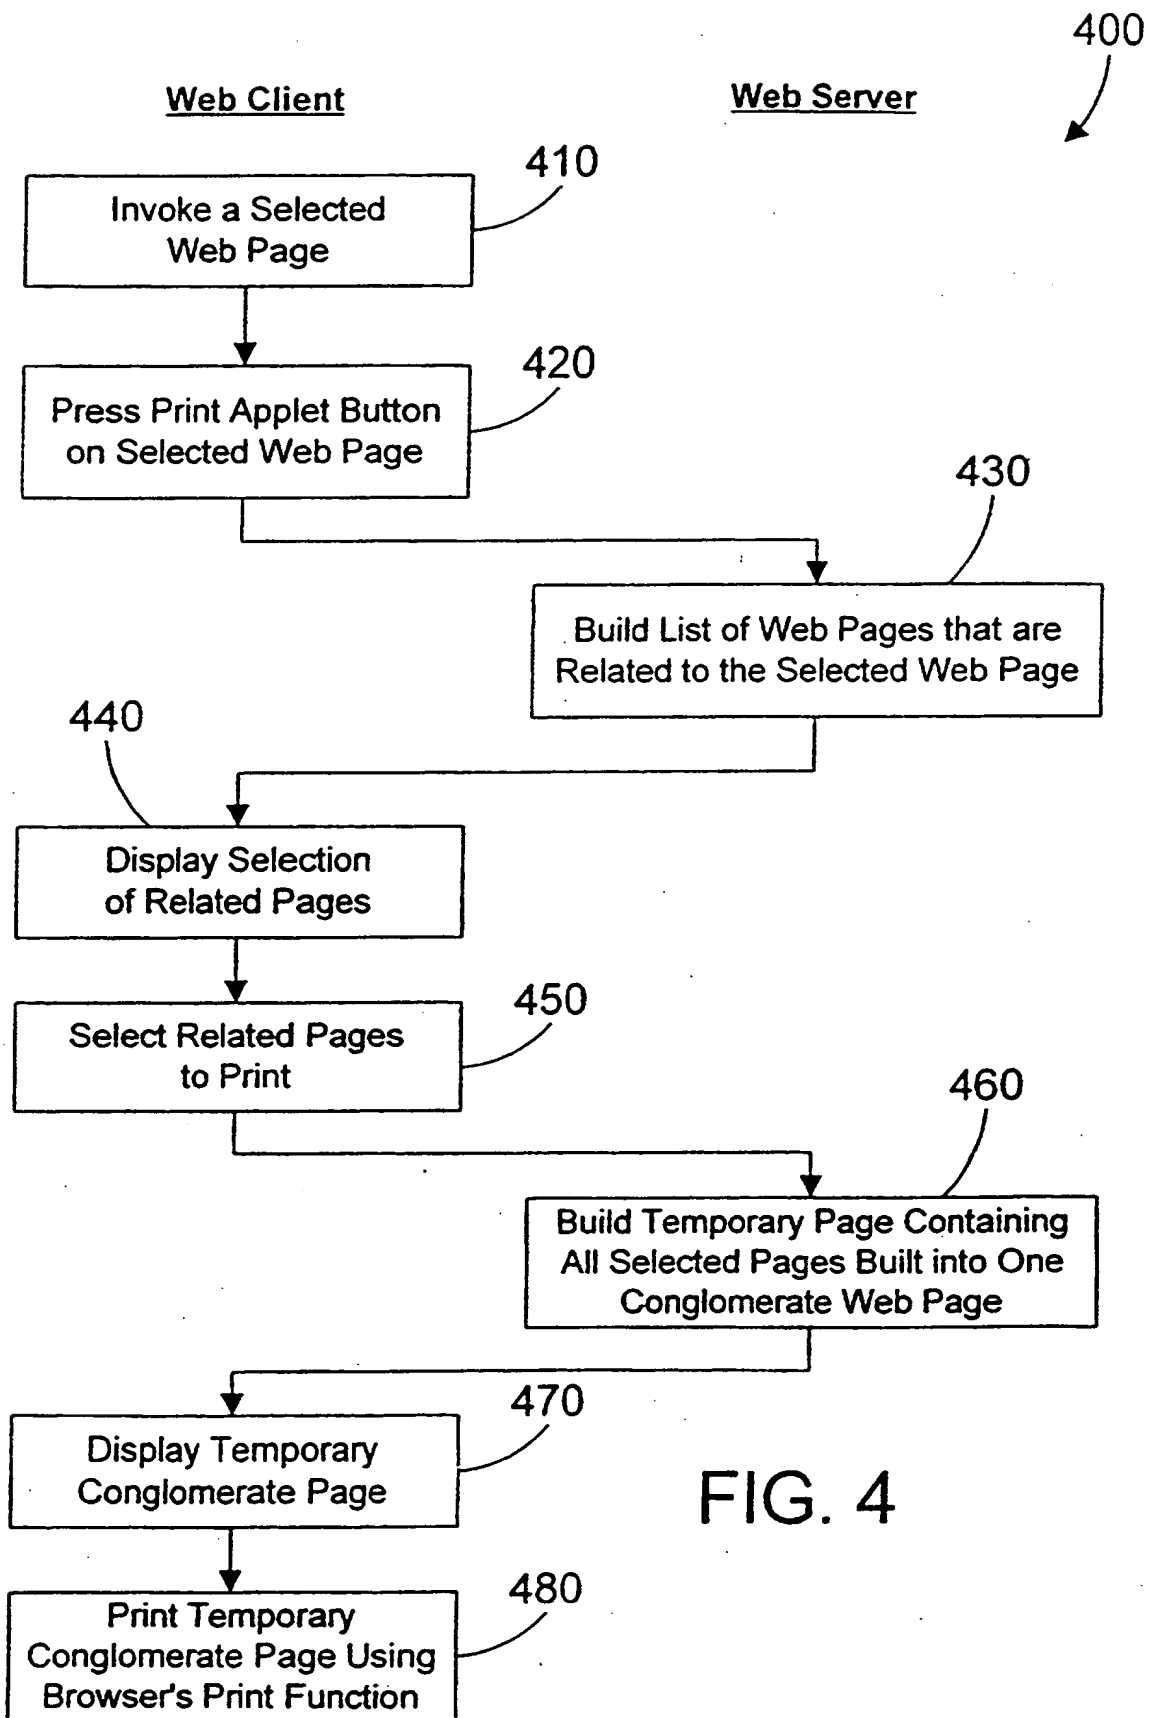 400
Web Client
Web Server
410
Invoke a Selected
Web Page
420
Press Print Applet Button
on Selected Web Page
430
Build List of Web Pages that are
Related to the Selected Web Page
440
Display Selection
of Related Pages
450
Select Related Pages
to Print
460
Build Temporary Page Containing
All Selected Pages Built into One
Conglomerate Web Page
470
Display Temporary
Conglomerate Page
FIG. 4
480
Print Temporary
Conglomerate Page Using
Browser's Print Function